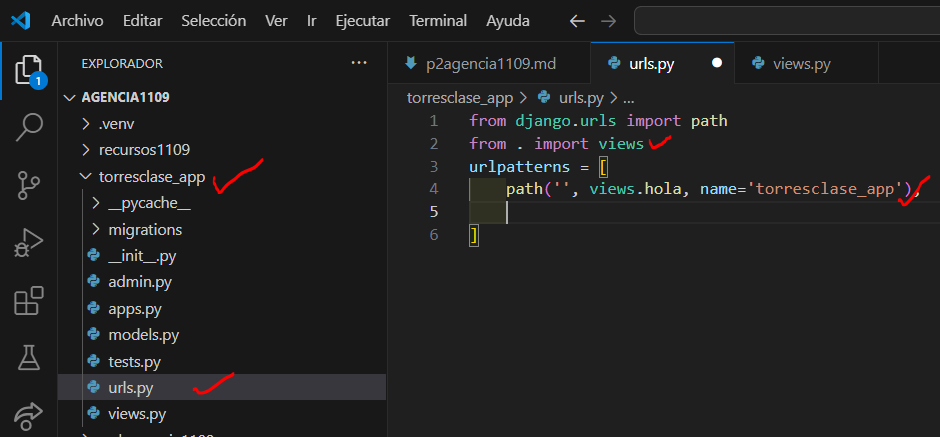 Archivo Editar Selección Ver Ir Ejecutar Terminal Ayuda
EXPLORADOR
1
AGENCIA1109
.venv
recursos1109
torresclase_app
__pycache__
migrations
__init__.py
admin.py
apps.py
models.py
tests.py
urls.py
views.py
p2agencia1109.md urls.py views.py
torresclase_app > urls.py > ...
1 from django.urls import path
2 from . import views
3 urlpatterns = [
4 path('', views.hola, name='torresclase_app'),
5
6 ]